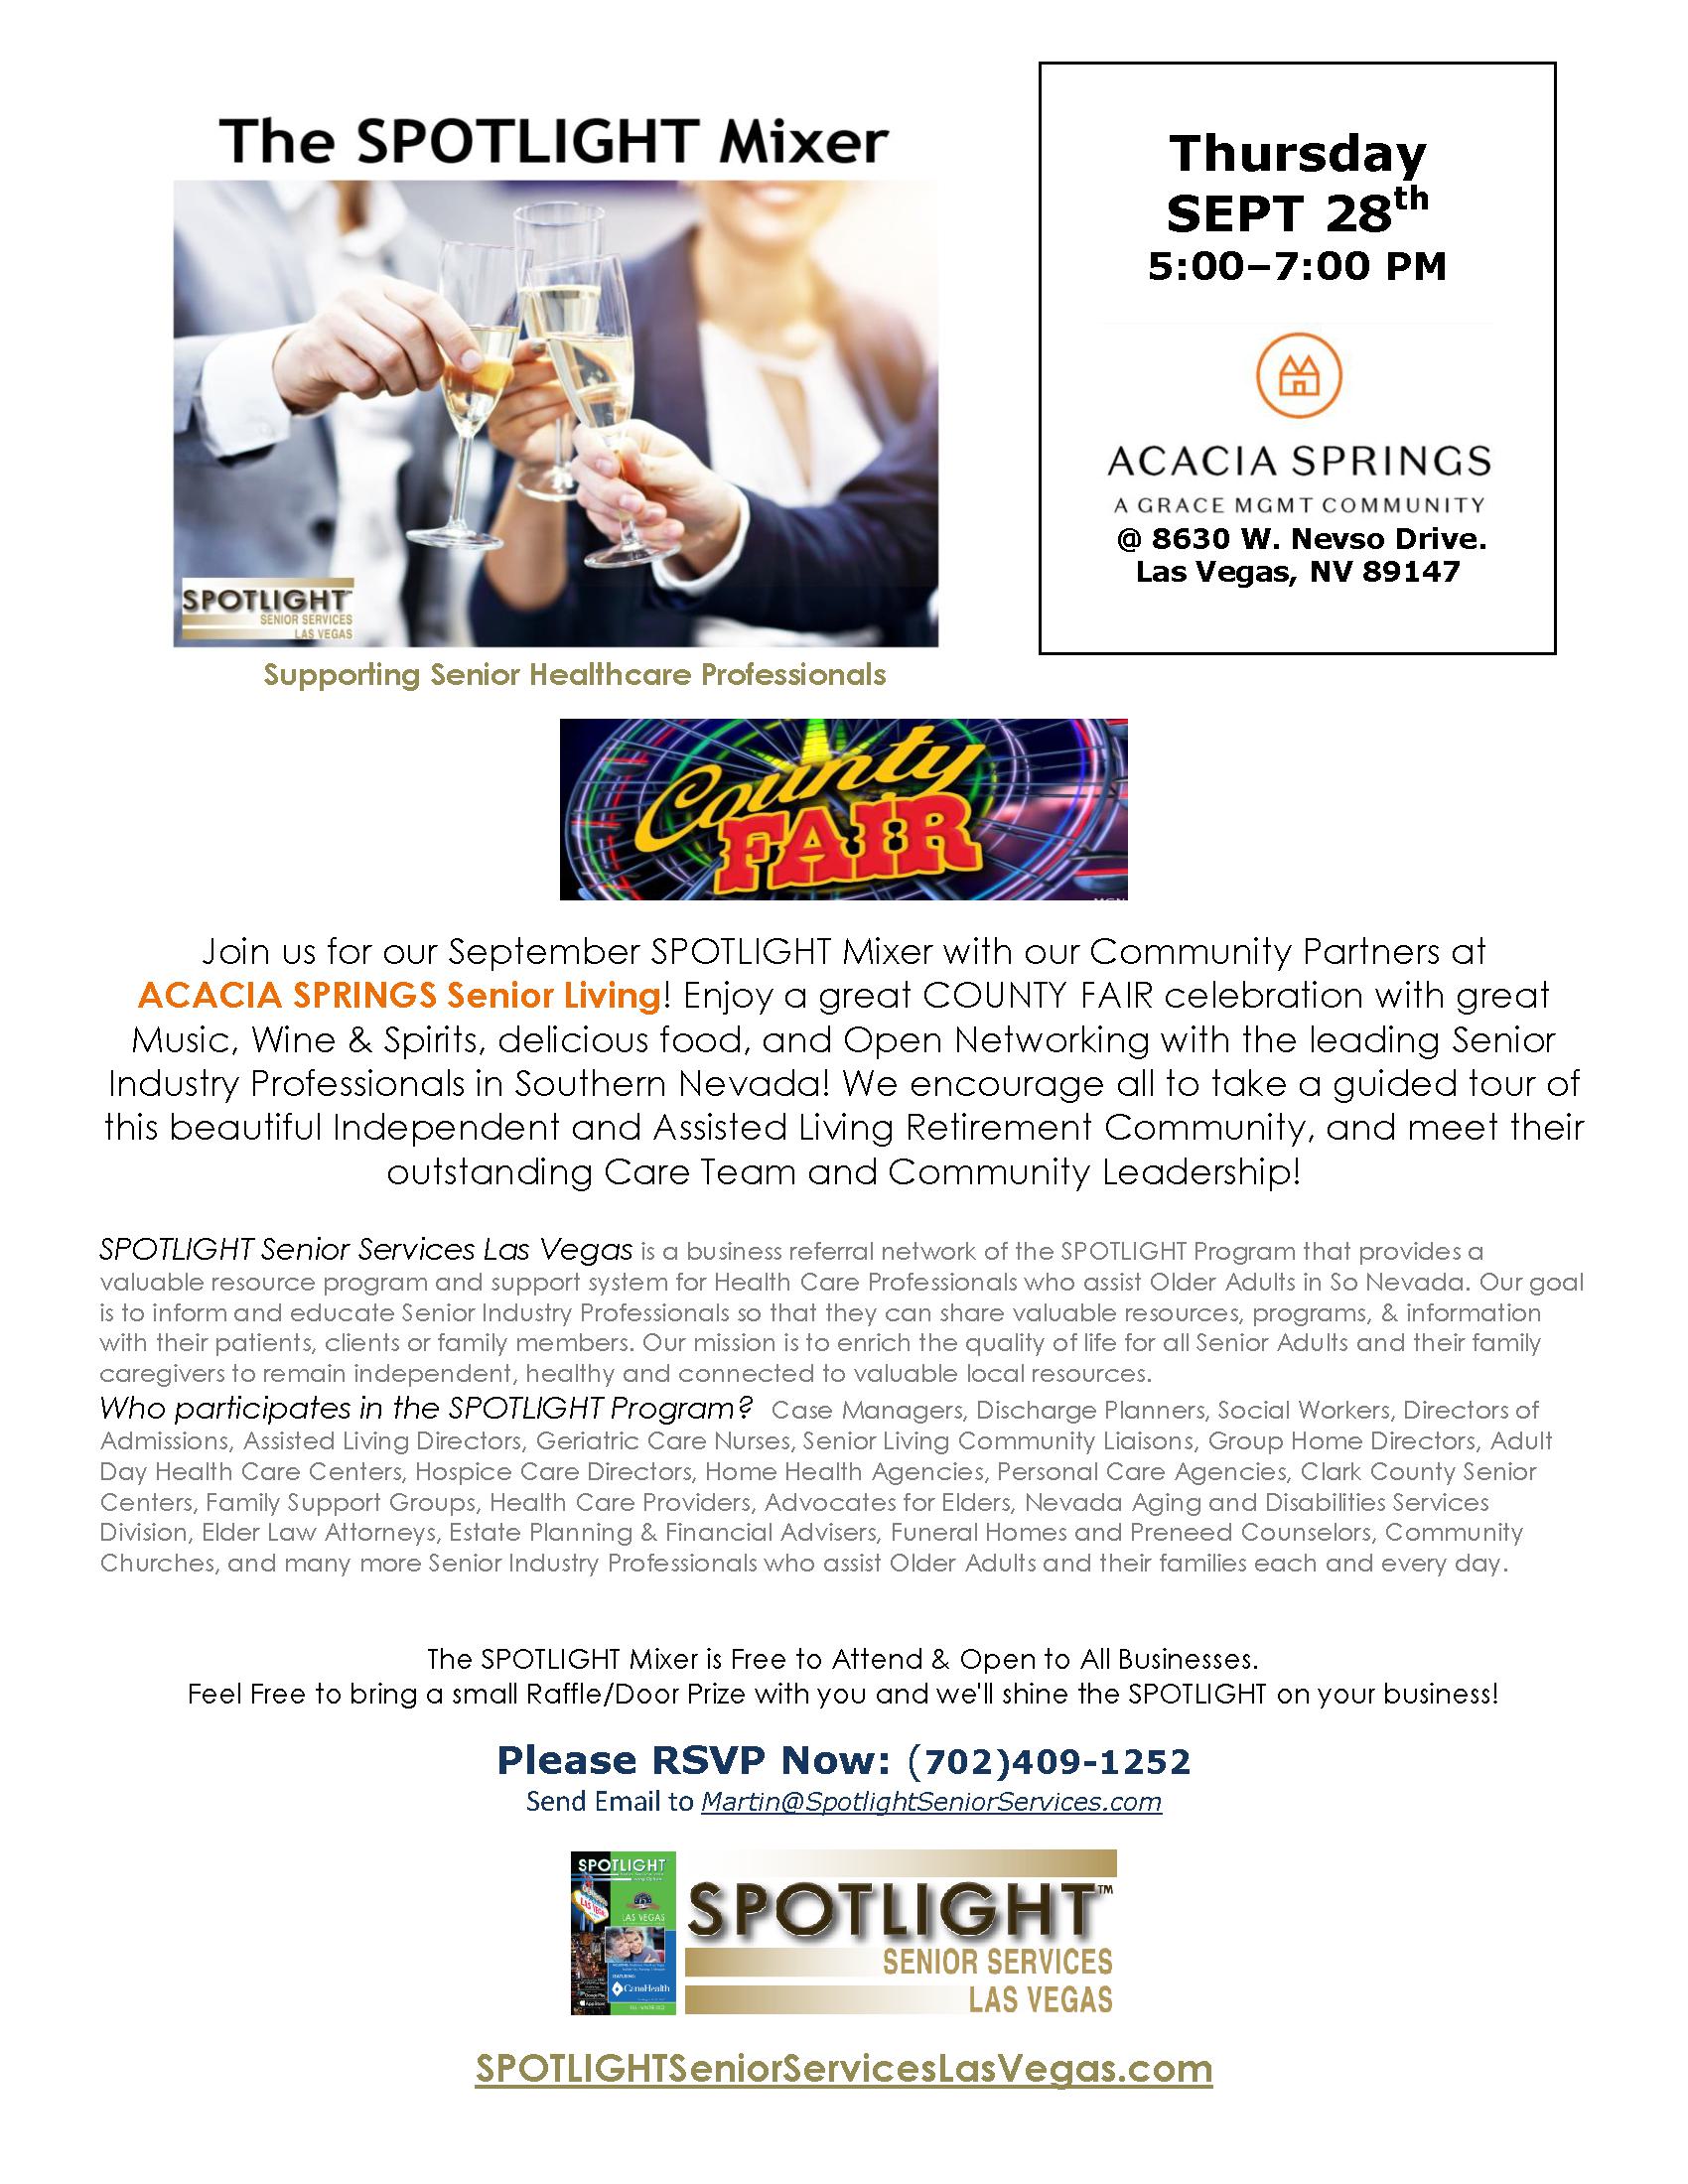 The SPOTLIGHT Mixer
SPOTLIGHT
SENIOR SERVICES
LAS VEGAS
Supporting Senior Healthcare Professionals
Thursday
SEPT 28th
5:00–7:00 PM
ACACIA SPRINGS
A GRACE MGMT COMMUNITY
@ 8630 W. Nevso Drive.
Las Vegas, NV 89147
County
FAIR
Join us for our September SPOTLIGHT Mixer with our Community Partners at
ACACIA SPRINGS Senior Living! Enjoy a great COUNTY FAIR celebration with great
Music, Wine & Spirits, delicious food, and Open Networking with the leading Senior
Industry Professionals in Southern Nevada! We encourage all to take a guided tour of
this beautiful Independent and Assisted Living Retirement Community, and meet their
outstanding Care Team and Community Leadership!
SPOTLIGHT Senior Services Las Vegas is a business referral network of the SPOTLIGHT Program that provides a
valuable resource program and support system for Health Care Professionals who assist Older Adults in So Nevada. Our goal
is to inform and educate Senior Industry Professionals so that they can share valuable resources, programs, & information
with their patients, clients or family members. Our mission is to enrich the quality of life for all Senior Adults and their family
caregivers to remain independent, healthy and connected to valuable local resources.
Who participates in the SPOTLIGHT Program? Case Managers, Discharge Planners, Social Workers, Directors of
Admissions, Assisted Living Directors, Geriatric Care Nurses, Senior Living Community Liaisons, Group Home Directors, Adult
Day Health Care Centers, Hospice Care Directors, Home Health Agencies, Personal Care Agencies, Clark County Senior
Centers, Family Support Groups, Health Care Providers, Advocates for Elders, Nevada Aging and Disabilities Services
Division, Elder Law Attorneys, Estate Planning & Financial Advisers, Funeral Homes and Preneed Counselors, Community
Churches, and many more Senior Industry Professionals who assist Older Adults and their families each and every day.
The SPOTLIGHT Mixer is Free to Attend & Open to All Businesses.
Feel Free to bring a small Raffle/Door Prize with you and we'll shine the SPOTLIGHT on your business!
Please RSVP Now: (702)409-1252
Send Email to Martin@SpotlightSeniorServices.com
SPOTLIGHT
LAS VEGAS
CanoHealth
SPOTLIGHT™
SENIOR SERVICES
LAS VEGAS
SPOTLIGHTSeniorServicesLasVegas.com